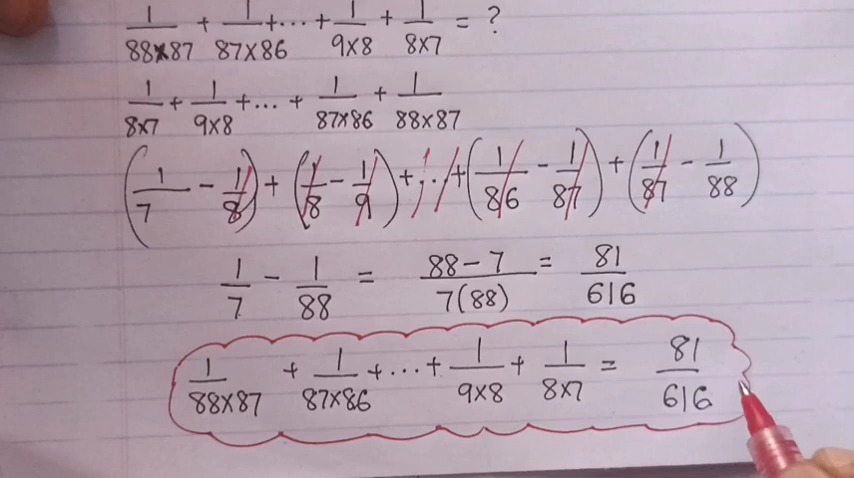 1/88×87 + 1/87×86 + ... + 1/9×8 + 1/8×7 = ?
1/8×7 + 1/9×8 + ... + 1/87×86 + 1/88×87
(1/7 - 1/8) + (1/8 - 1/9) + ... + (1/86 - 1/87) + (1/87 - 1/88)
1/7 - 1/88 = 88-7/7(88) = 81/616
1/88×87 + 1/87×86 + ... + 1/9×8 + 1/8×7 = 81/616